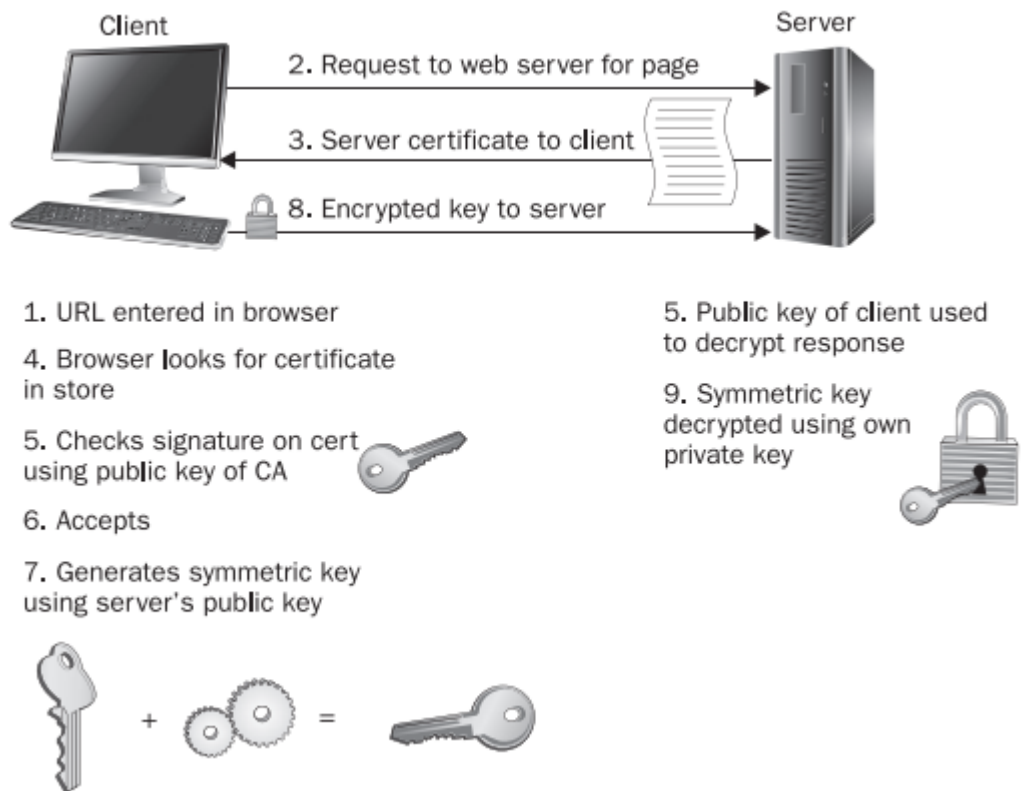 Client
Server
2. Request to web server for page
3. Server certificate to client
8. Encrypted key to server
1. URL entered in browser
4. Browser looks for certificate
in store
5. Checks signature on cert
using public key of CA
6. Accepts
7. Generates symmetric key
using server's public key
+
=
5. Public key of client used
to decrypt response
9. Symmetric key
decrypted using own
private key